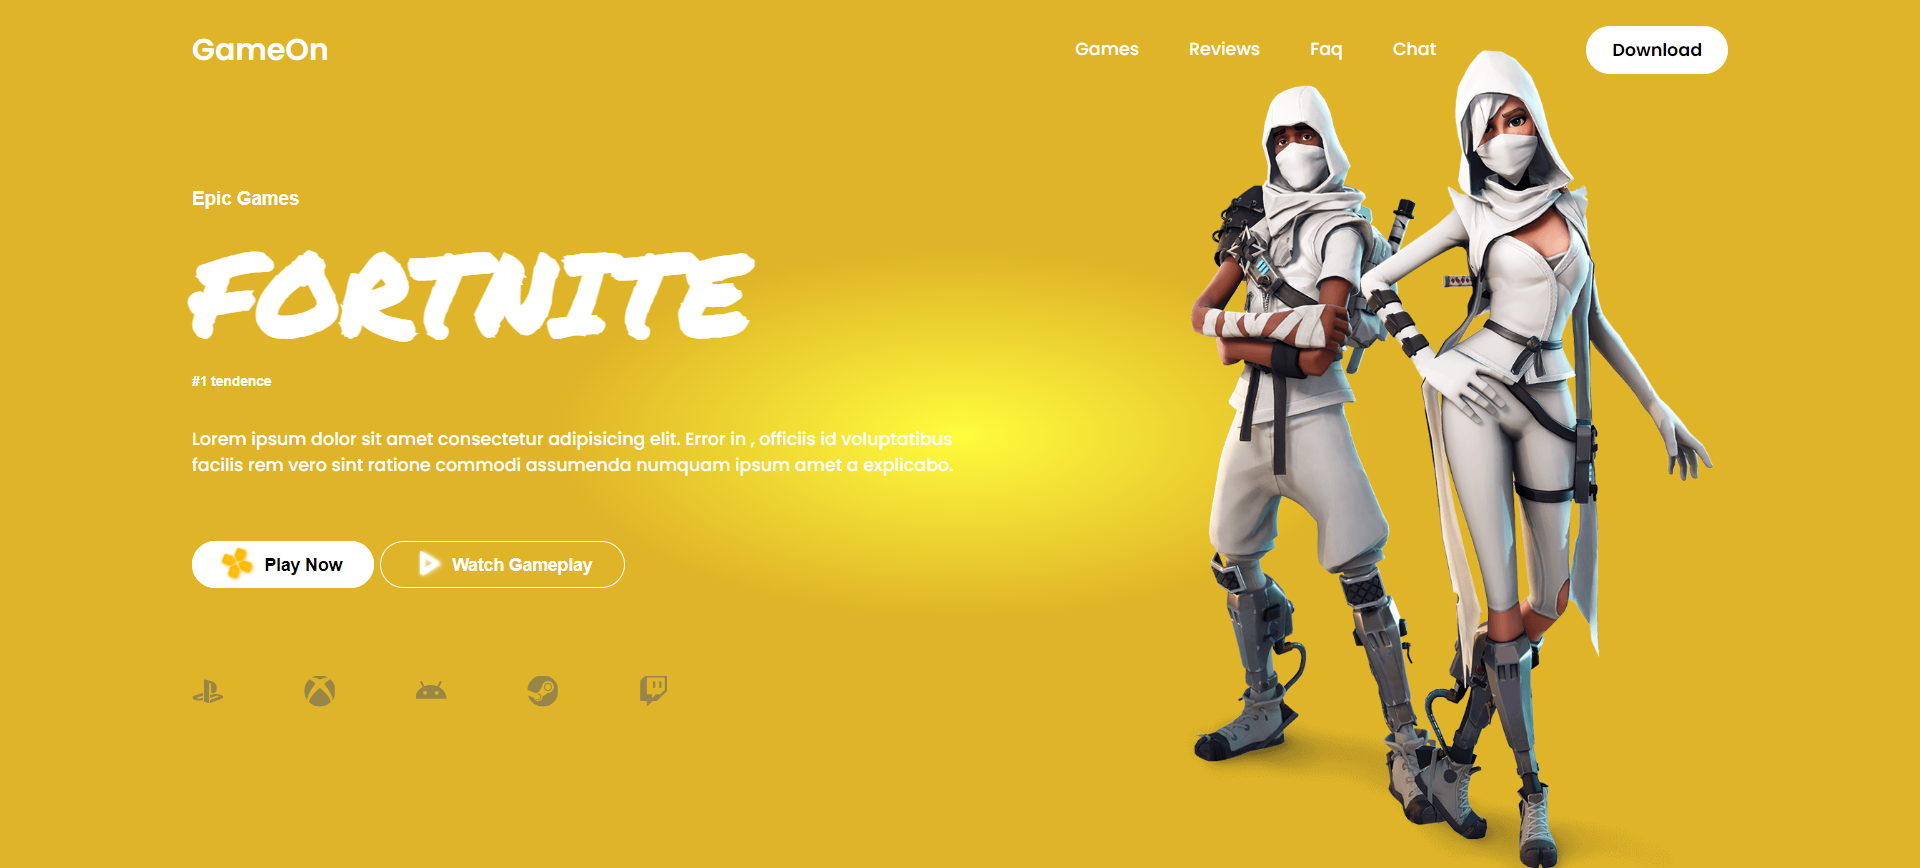 GameOn
Games Reviews Faq Chat Download
Epic Games
FORTNITE
#1 tendence
Lorem ipsum dolor sit amet consectetur adipisicing elit. Error in , officiis id voluptatibus
facilis rem vero sint ratione commodi assumenda numquam ipsum amet a explicabo.
Play Now Watch Gameplay